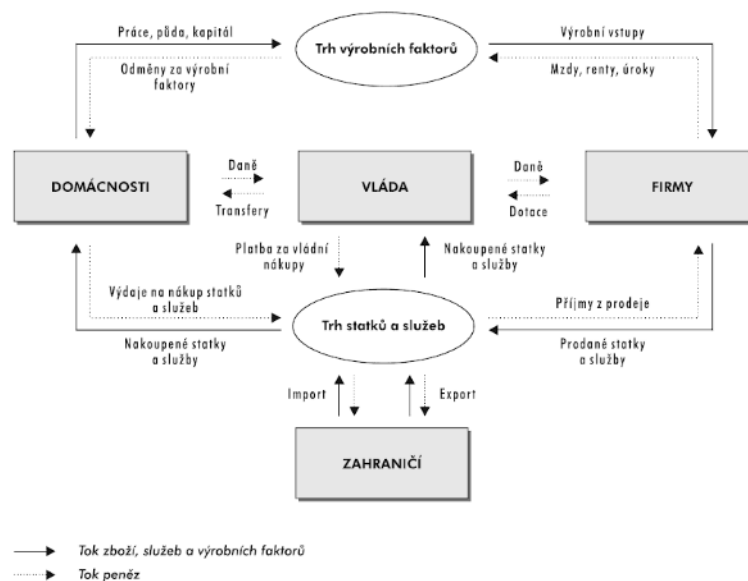 Práce, půda, kapitál
Trh výrobních faktorů
Výrobní vstupy
Odměny za výrobní
faktory
Mzdy, renty, úroky
DOMÁCNOSTI
Daně
Transfery
VLÁDA
Daně
Dotace
FIRMY
Platba za vládní
nákupy
Nakoupené statky
a služby
Výdaje na nákup statků
a služeb
Trh statků a služeb
Příjmy z prodeje
Nakoupené statky
a služby
Prodané statky
a služby
Import
Export
ZAHRANIČÍ
Tok zboží, služeb a výrobních faktorů
Tok peněz